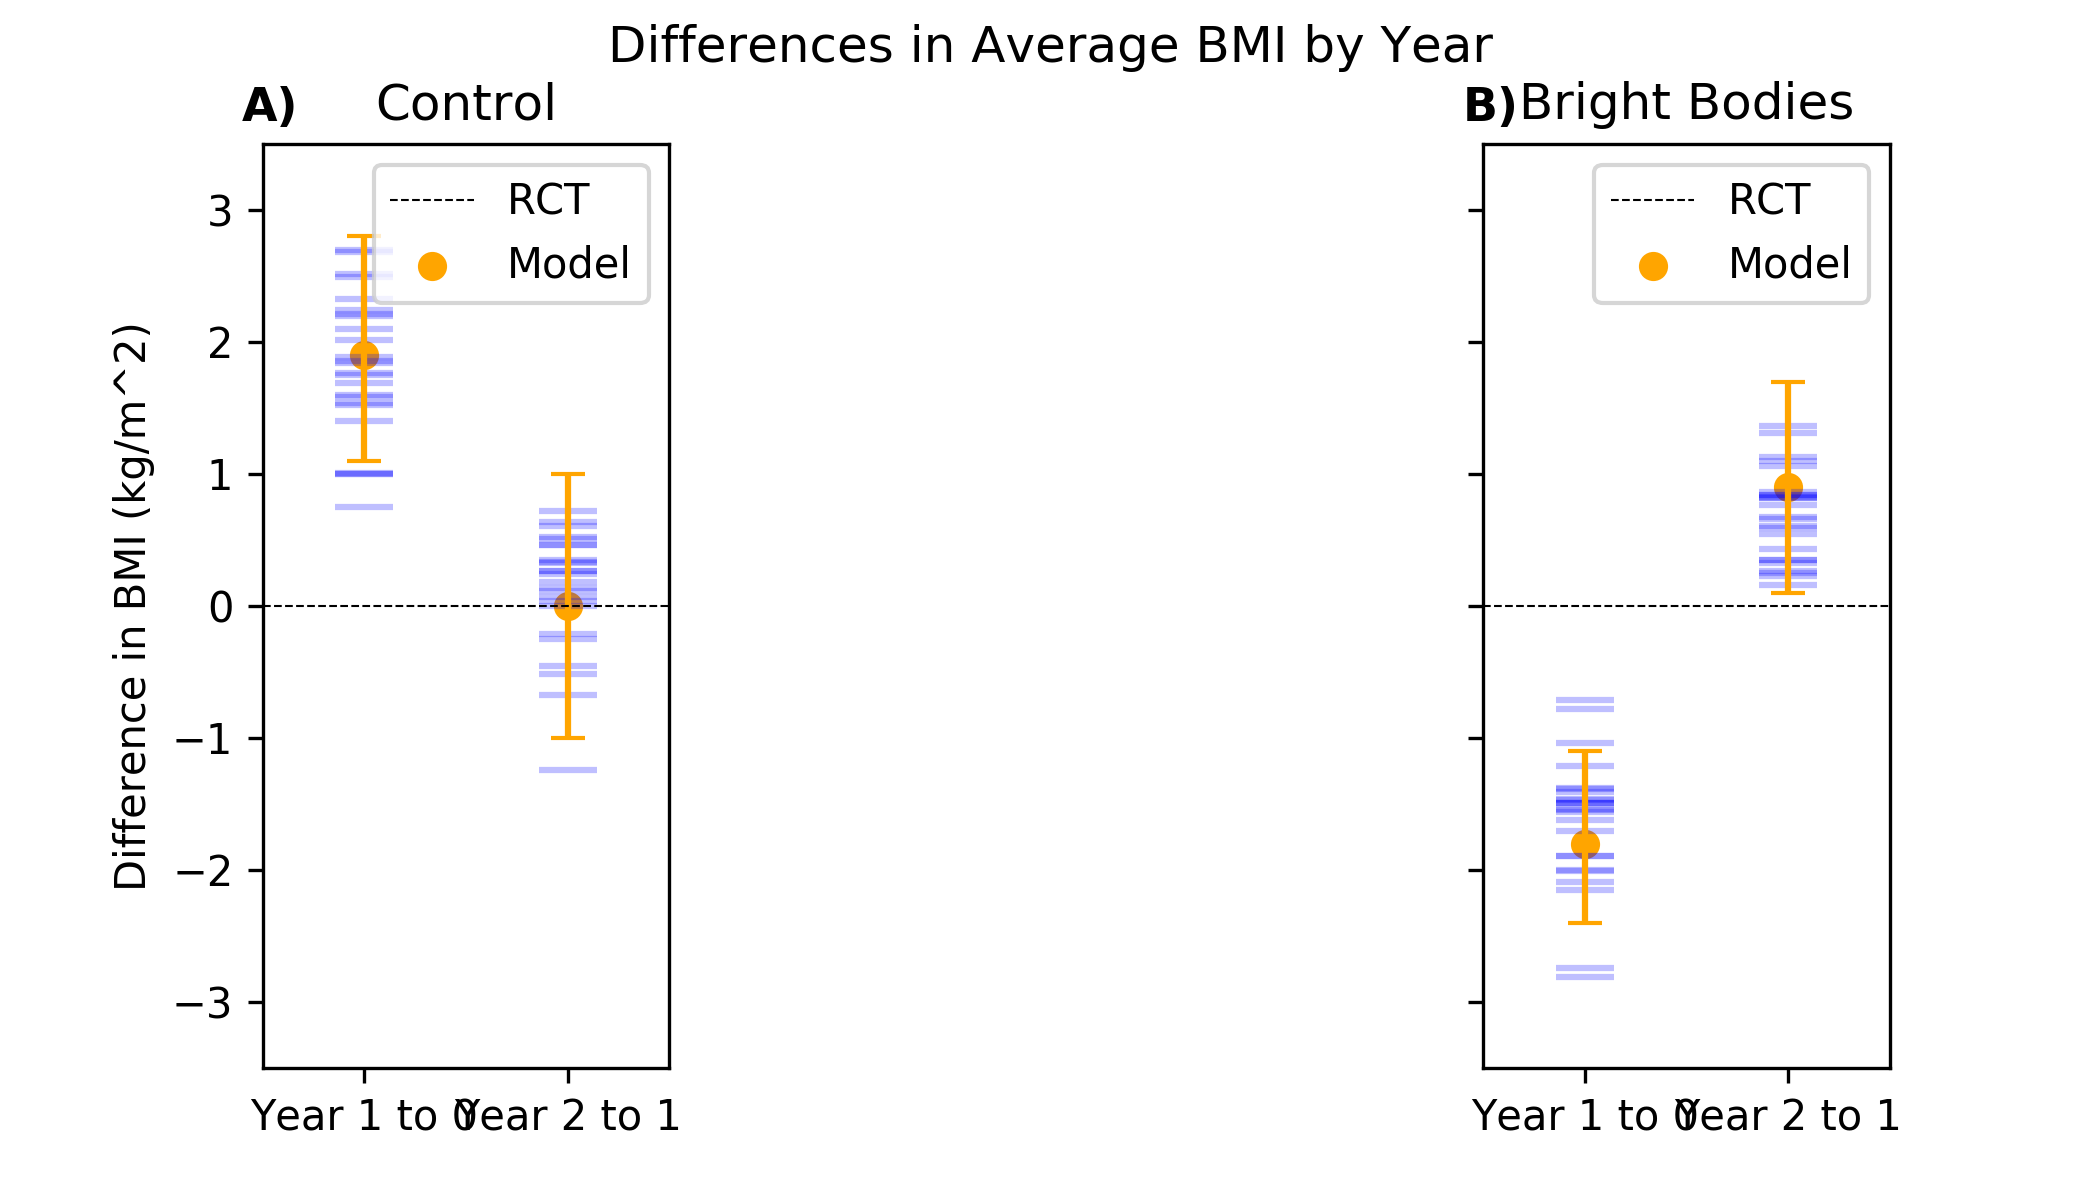 Differences in Average BMI by Year
A) Control
RCT
Model
3
2
1
0
−1
−2
−3
Difference in BMI (kg/m^2)
Year 1 to 0 Year 2 to 1
B) Bright Bodies
RCT
Model
Year 1 to 0 Year 2 to 1